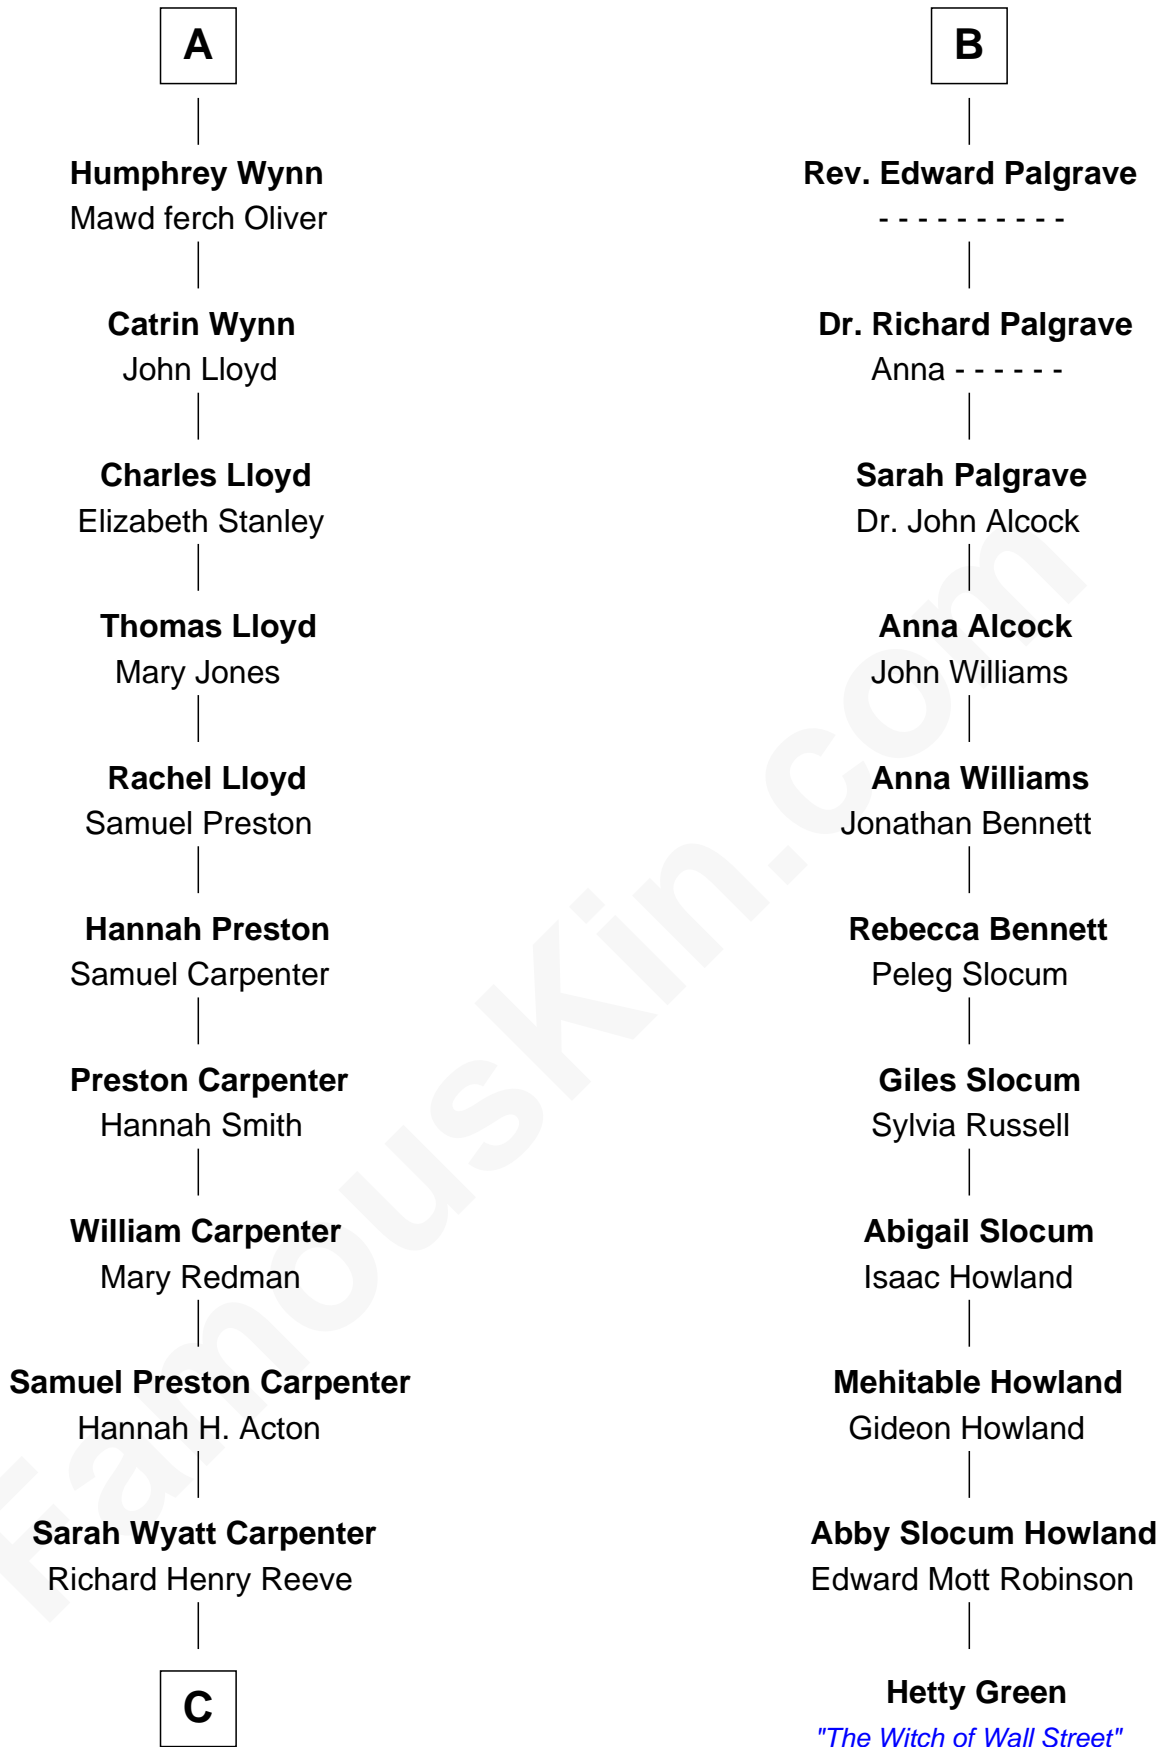 A
Humphrey Wynn
Mawd ferch Oliver
Catrin Wynn
John Lloyd
Charles Lloyd
Elizabeth Stanley
Thomas Lloyd
Mary Jones
Rachel Lloyd
Samuel Preston
Hannah Preston
Samuel Carpenter
Preston Carpenter
Hannah Smith
William Carpenter
Mary Redman
Samuel Preston Carpenter
Hannah H. Acton
Sarah Wyatt Carpenter
Richard Henry Reeve
C
B
Rev. Edward Palgrave
- - - - - - - - - -
Dr. Richard Palgrave
Anna - - - - - -
Sarah Palgrave
Dr. John Alcock
Anna Alcock
John Williams
Anna Williams
Jonathan Bennett
Rebecca Bennett
Peleg Slocum
Giles Slocum
Sylvia Russell
Abigail Slocum
Isaac Howland
Mehitable Howland
Gideon Howland
Abby Slocum Howland
Edward Mott Robinson
Hetty Green
"The Witch of Wall Street"
FamousKin.com